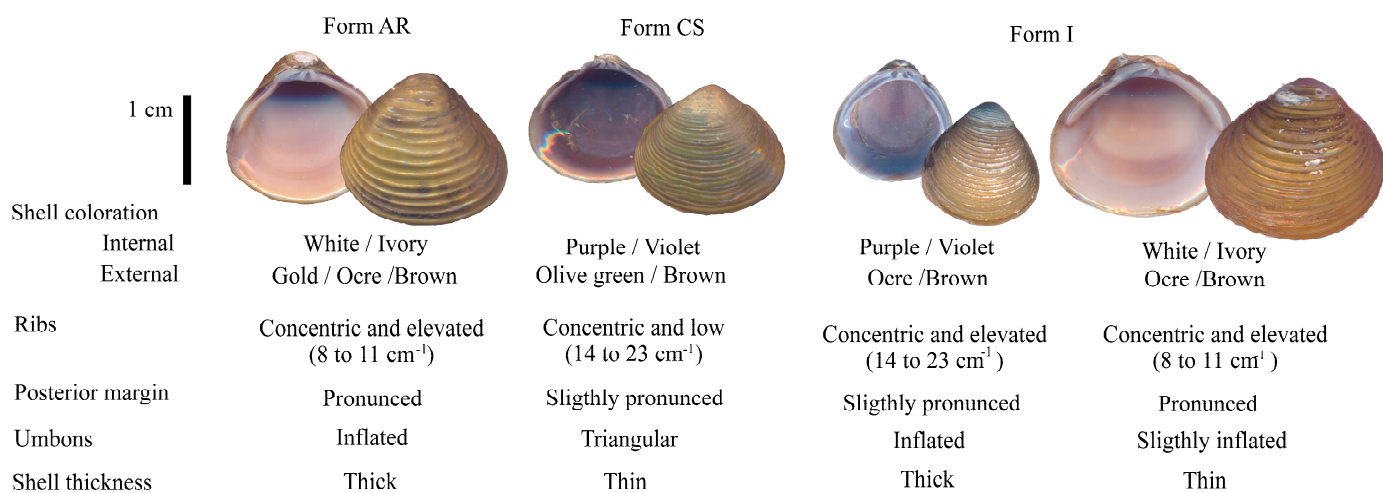 Form AR Form CS Form I
1 cm
Shell coloration
Internal White / Ivory Purple / Violet Purple / Violet White / Ivory
External Gold / Ocre /Brown Olive green / Brown Ocre /Brown Ocre /Brown
Ribs Concentric and elevated Concentric and low Concentric and elevated Concentric and elevated
(8 to 11 cm⁻¹) (14 to 23 cm⁻¹) (14 to 23 cm⁻¹) (8 to 11 cm¹)
Posterior margin Pronunced Sligthly pronunced Sligthly pronunced Pronunced
Umbons Inflated Triangular Inflated Sligthly inflated
Shell thickness Thick Thin Thick Thin